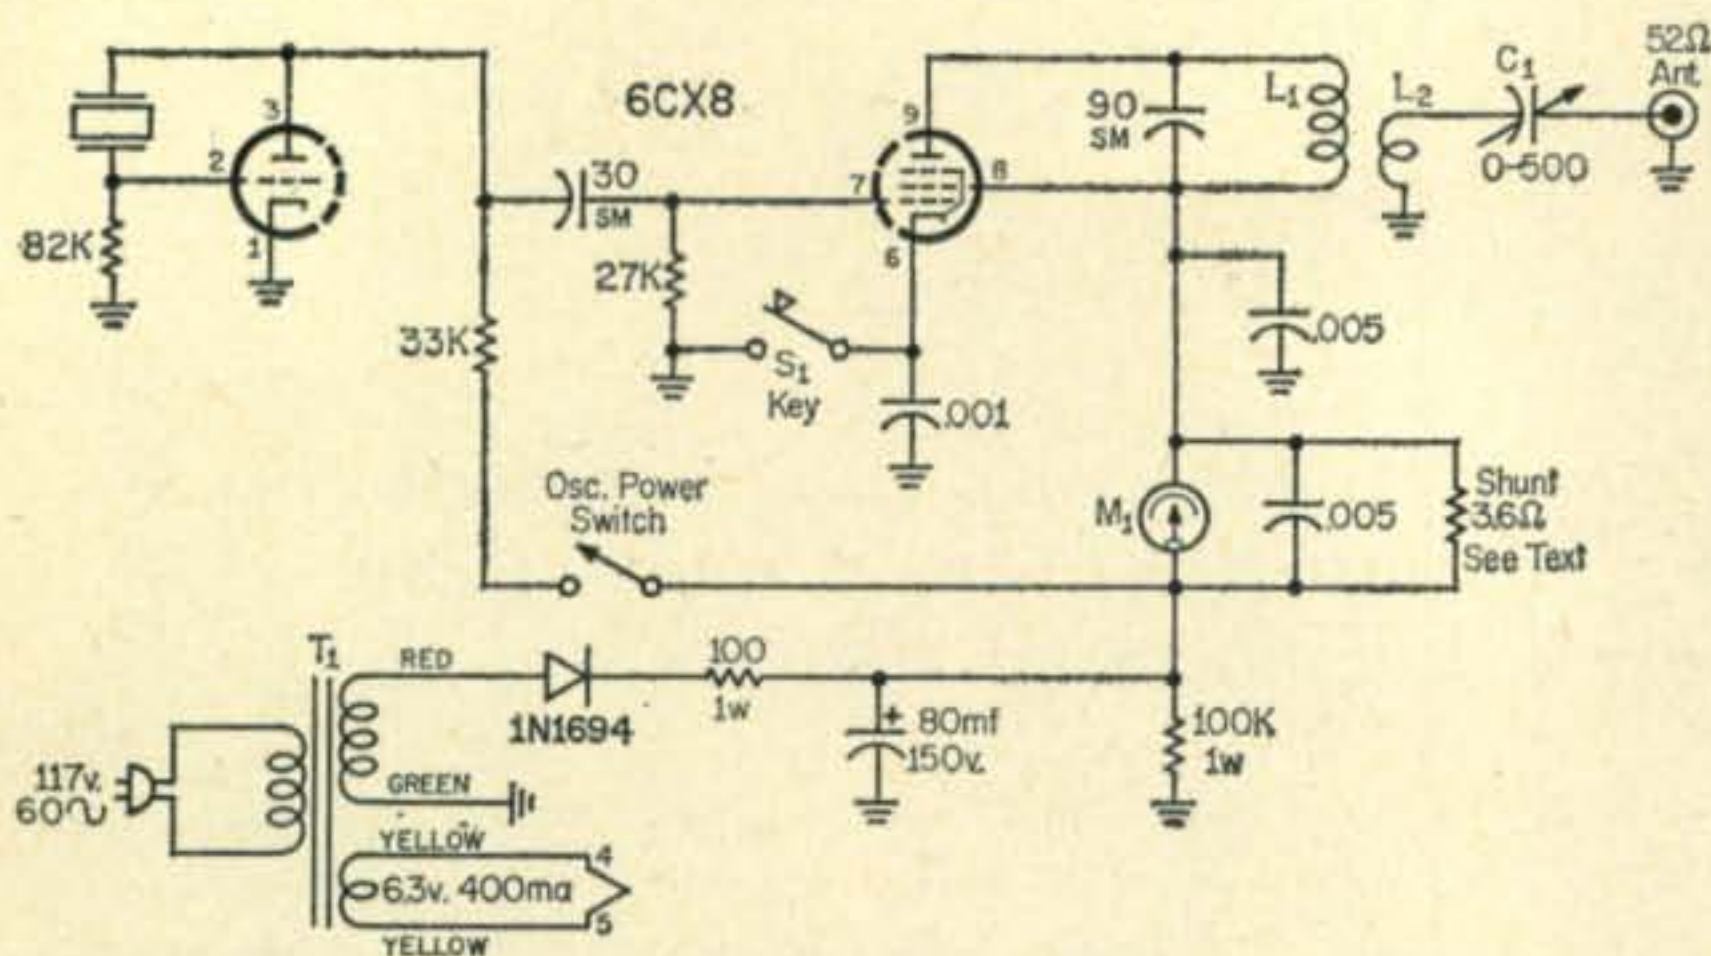 52Ω
Ant.
6CX8
C₁
L₁
L₂
3
9
90
SM
0-500
2
30
SM
7
8
82K
1
27K
6
33K
S₁
Key
.005
.001
Osc. Power
Switch
M₁
.005
Shunt
3.6Ω
See Text
T₁
RED
100
1w
1N1694
+ 80mf
150v.
100K
1w
117v.
60~
GREEN
YELLOW
4
6.3v. 400ma
5
YELLOW